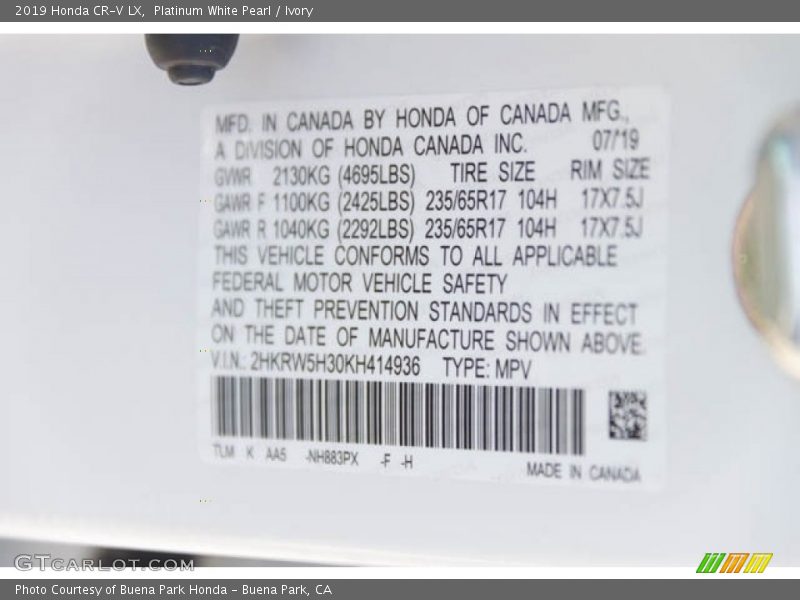 2019 Honda CR-V LX, Platinum White Pearl / Ivory
MFD. IN CANADA BY HONDA OF CANADA MFG.,
A DIVISION OF HONDA CANADA INC. 07/19
GVWR 2130KG (4695LBS) TIRE SIZE RIM SIZE
GAWR F 1100KG (2425LBS) 235/65R17 104H 17X7.5J
GAWR R 1040KG (2292LBS) 235/65R17 104H 17X7.5J
THIS VEHICLE CONFORMS TO ALL APPLICABLE
FEDERAL MOTOR VEHICLE SAFETY
AND THEFT PREVENTION STANDARDS IN EFFECT
ON THE DATE OF MANUFACTURE SHOWN ABOVE.
V.I.N.: 2HKRW5H30KH414936 TYPE: MPV
TLM K AA5 -NH883PX -F -H
MADE IN CANADA
GTCARLOT.COM
Photo Courtesy of Buena Park Honda - Buena Park, CA